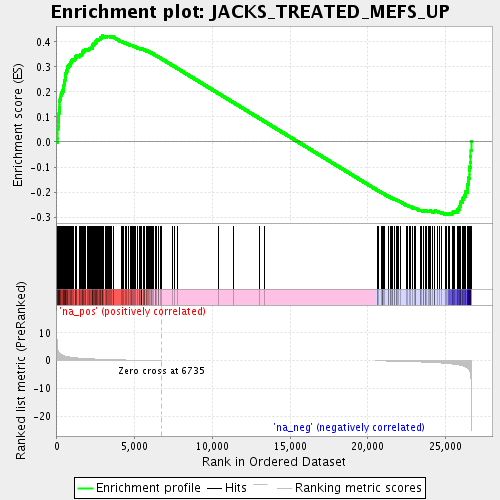 Enrichment plot: JACKS_TREATED_MEFS_UP
Enrichment score (ES)
0.4
0.3
0.2
0.1
0.0
-0.1
-0.2
-0.3
Ranked list metric (PreRanked)
10
0
-10
-20
'na_pos' (positively correlated)
Zero cross at 6735
'na_neg' (negatively correlated)
0 5,000 10,000 15,000 20,000 25,000
Rank in Ordered Dataset
Enrichment profile Hits Ranking metric scores